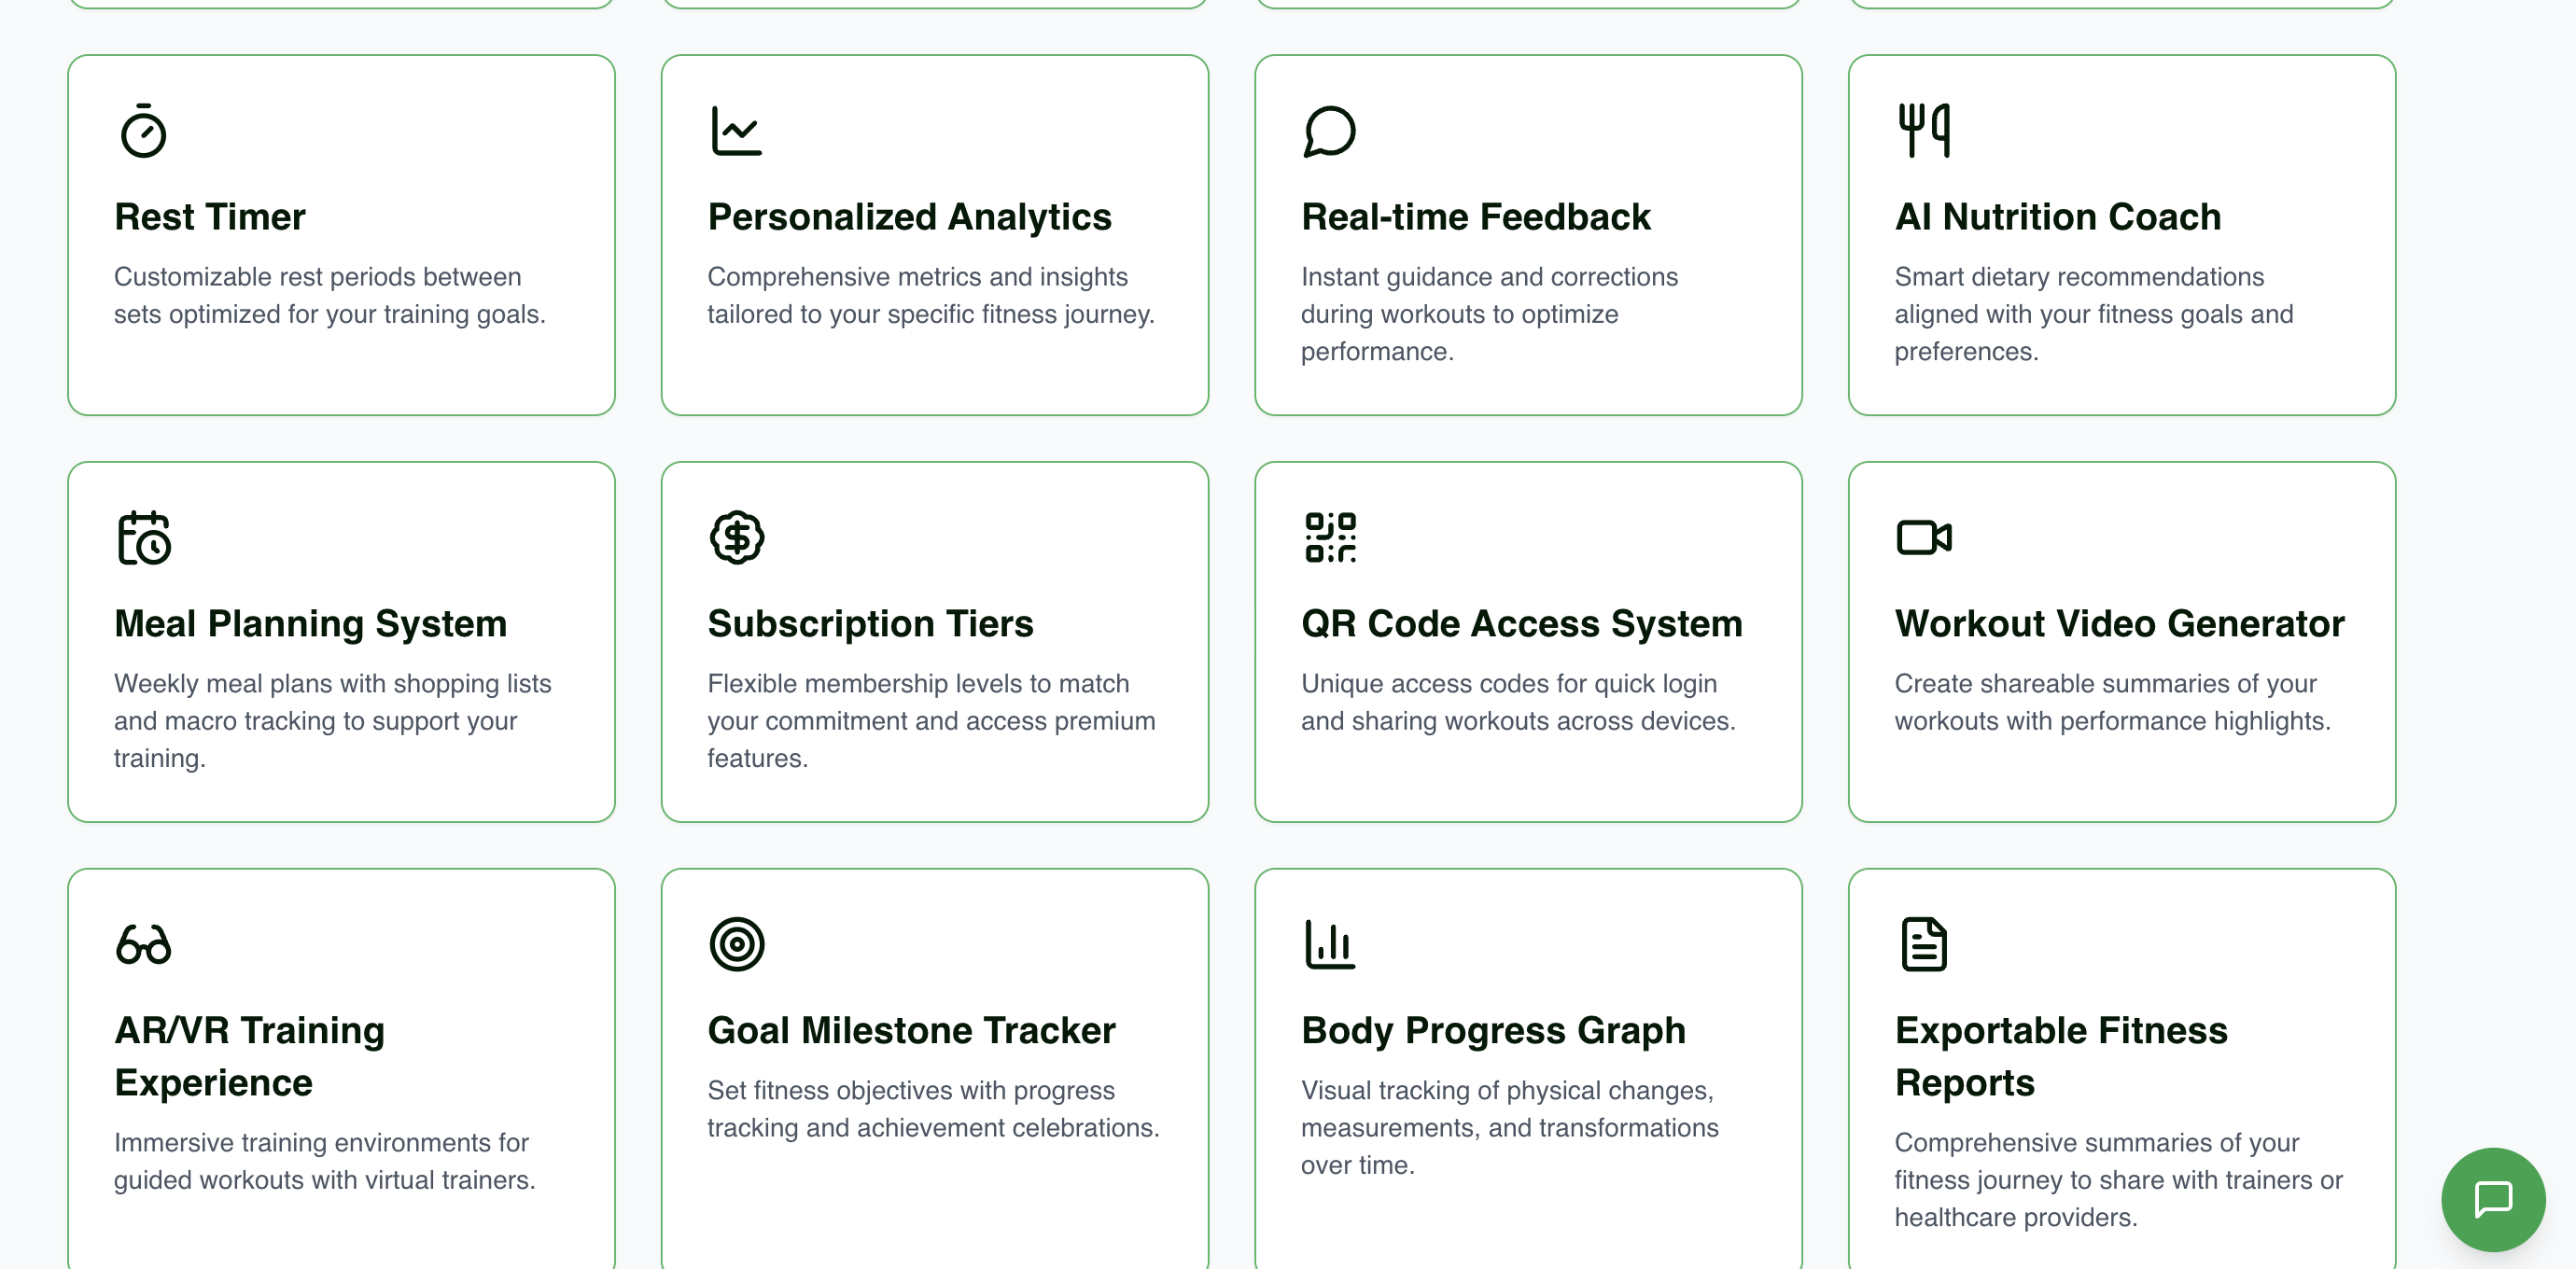 Rest Timer
Customizable rest periods between
sets optimized for your training goals.
Personalized Analytics
Comprehensive metrics and insights
tailored to your specific fitness journey.
Real-time Feedback
Instant guidance and corrections
during workouts to optimize
performance.
AI Nutrition Coach
Smart dietary recommendations
aligned with your fitness goals and
preferences.
Meal Planning System
Weekly meal plans with shopping lists
and macro tracking to support your
training.
Subscription Tiers
Flexible membership levels to match
your commitment and access premium
features.
QR Code Access System
Unique access codes for quick login
and sharing workouts across devices.
Workout Video Generator
Create shareable summaries of your
workouts with performance highlights.
AR/VR Training
Experience
Immersive training environments for
guided workouts with virtual trainers.
Goal Milestone Tracker
Set fitness objectives with progress
tracking and achievement celebrations.
Body Progress Graph
Visual tracking of physical changes,
measurements, and transformations
over time.
Exportable Fitness
Reports
Comprehensive summaries of your
fitness journey to share with trainers or
healthcare providers.